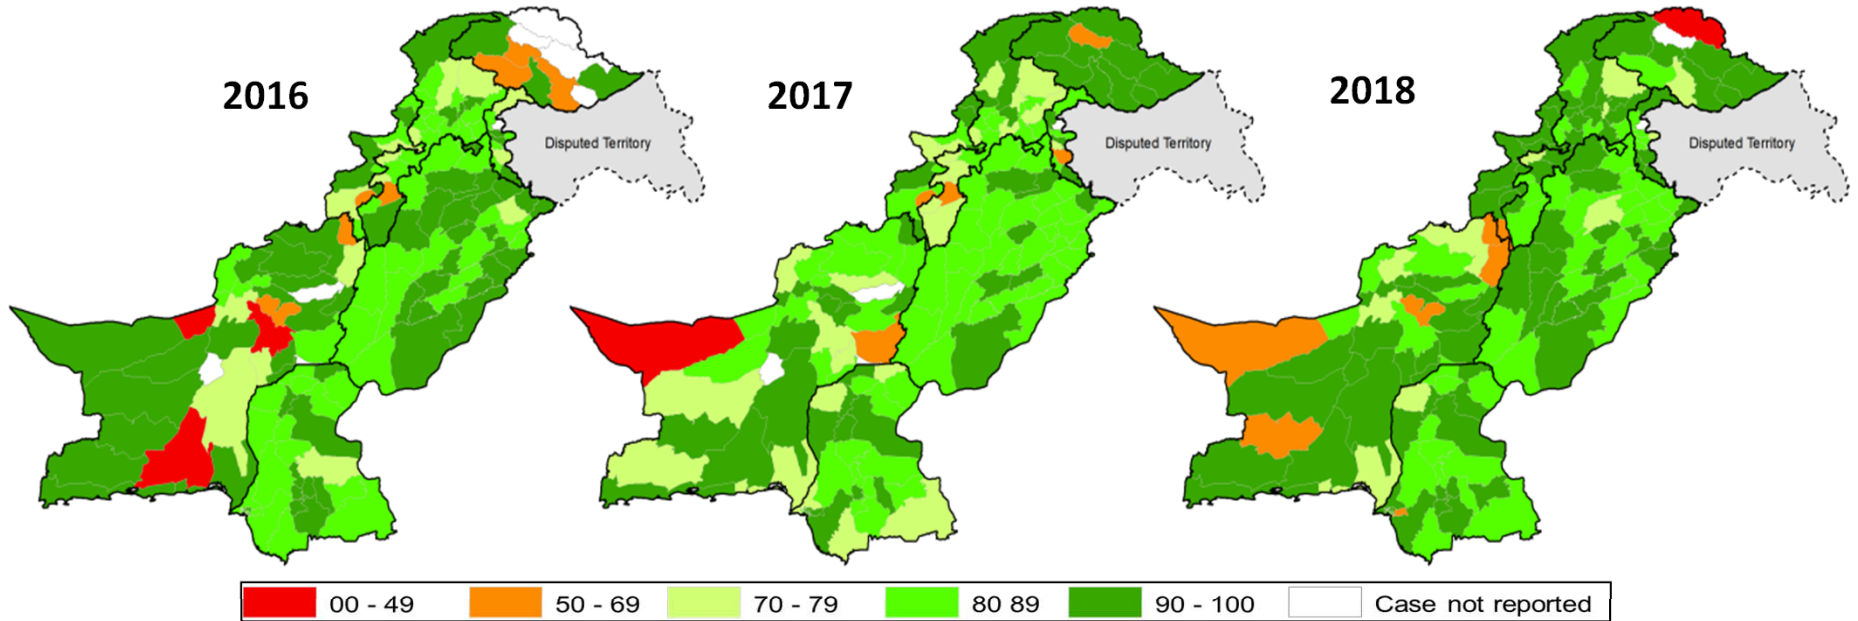 2016
2017
2018
Disputed Territory
Disputed Territory
Disputed Territory
00 - 49
50 - 69
70 - 79
80 89
90 - 100
Case not reported